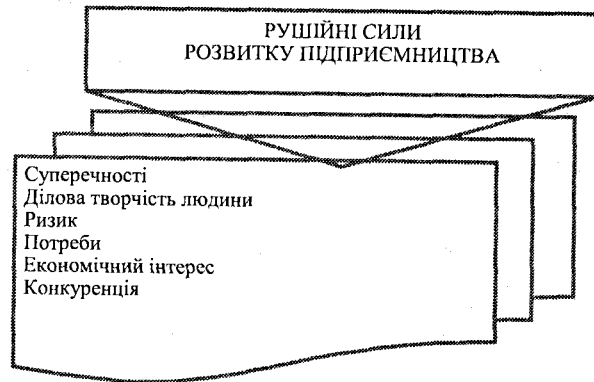 РУШІЙНІ СИЛИ
РОЗВИТКУ ПІДПРИЄМНИЦТВА
Суперечності
Ділова творчість людини
Ризик
Потреби
Економічний інтерес
Конкуренція